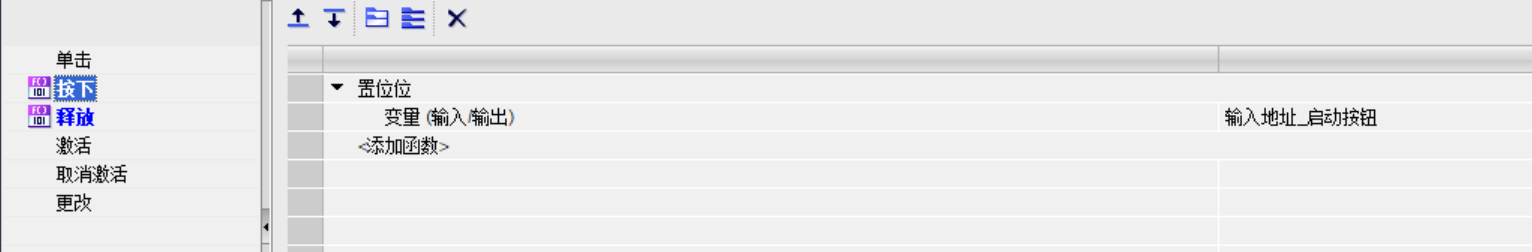 单击
按下
释放
激活
取消激活
更改
置位位
变量 (输入/输出)
输入地址_启动按钮
<添加函数>